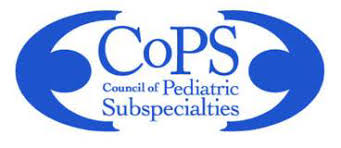 CoPS
Council of Pediatric
Subspecialties